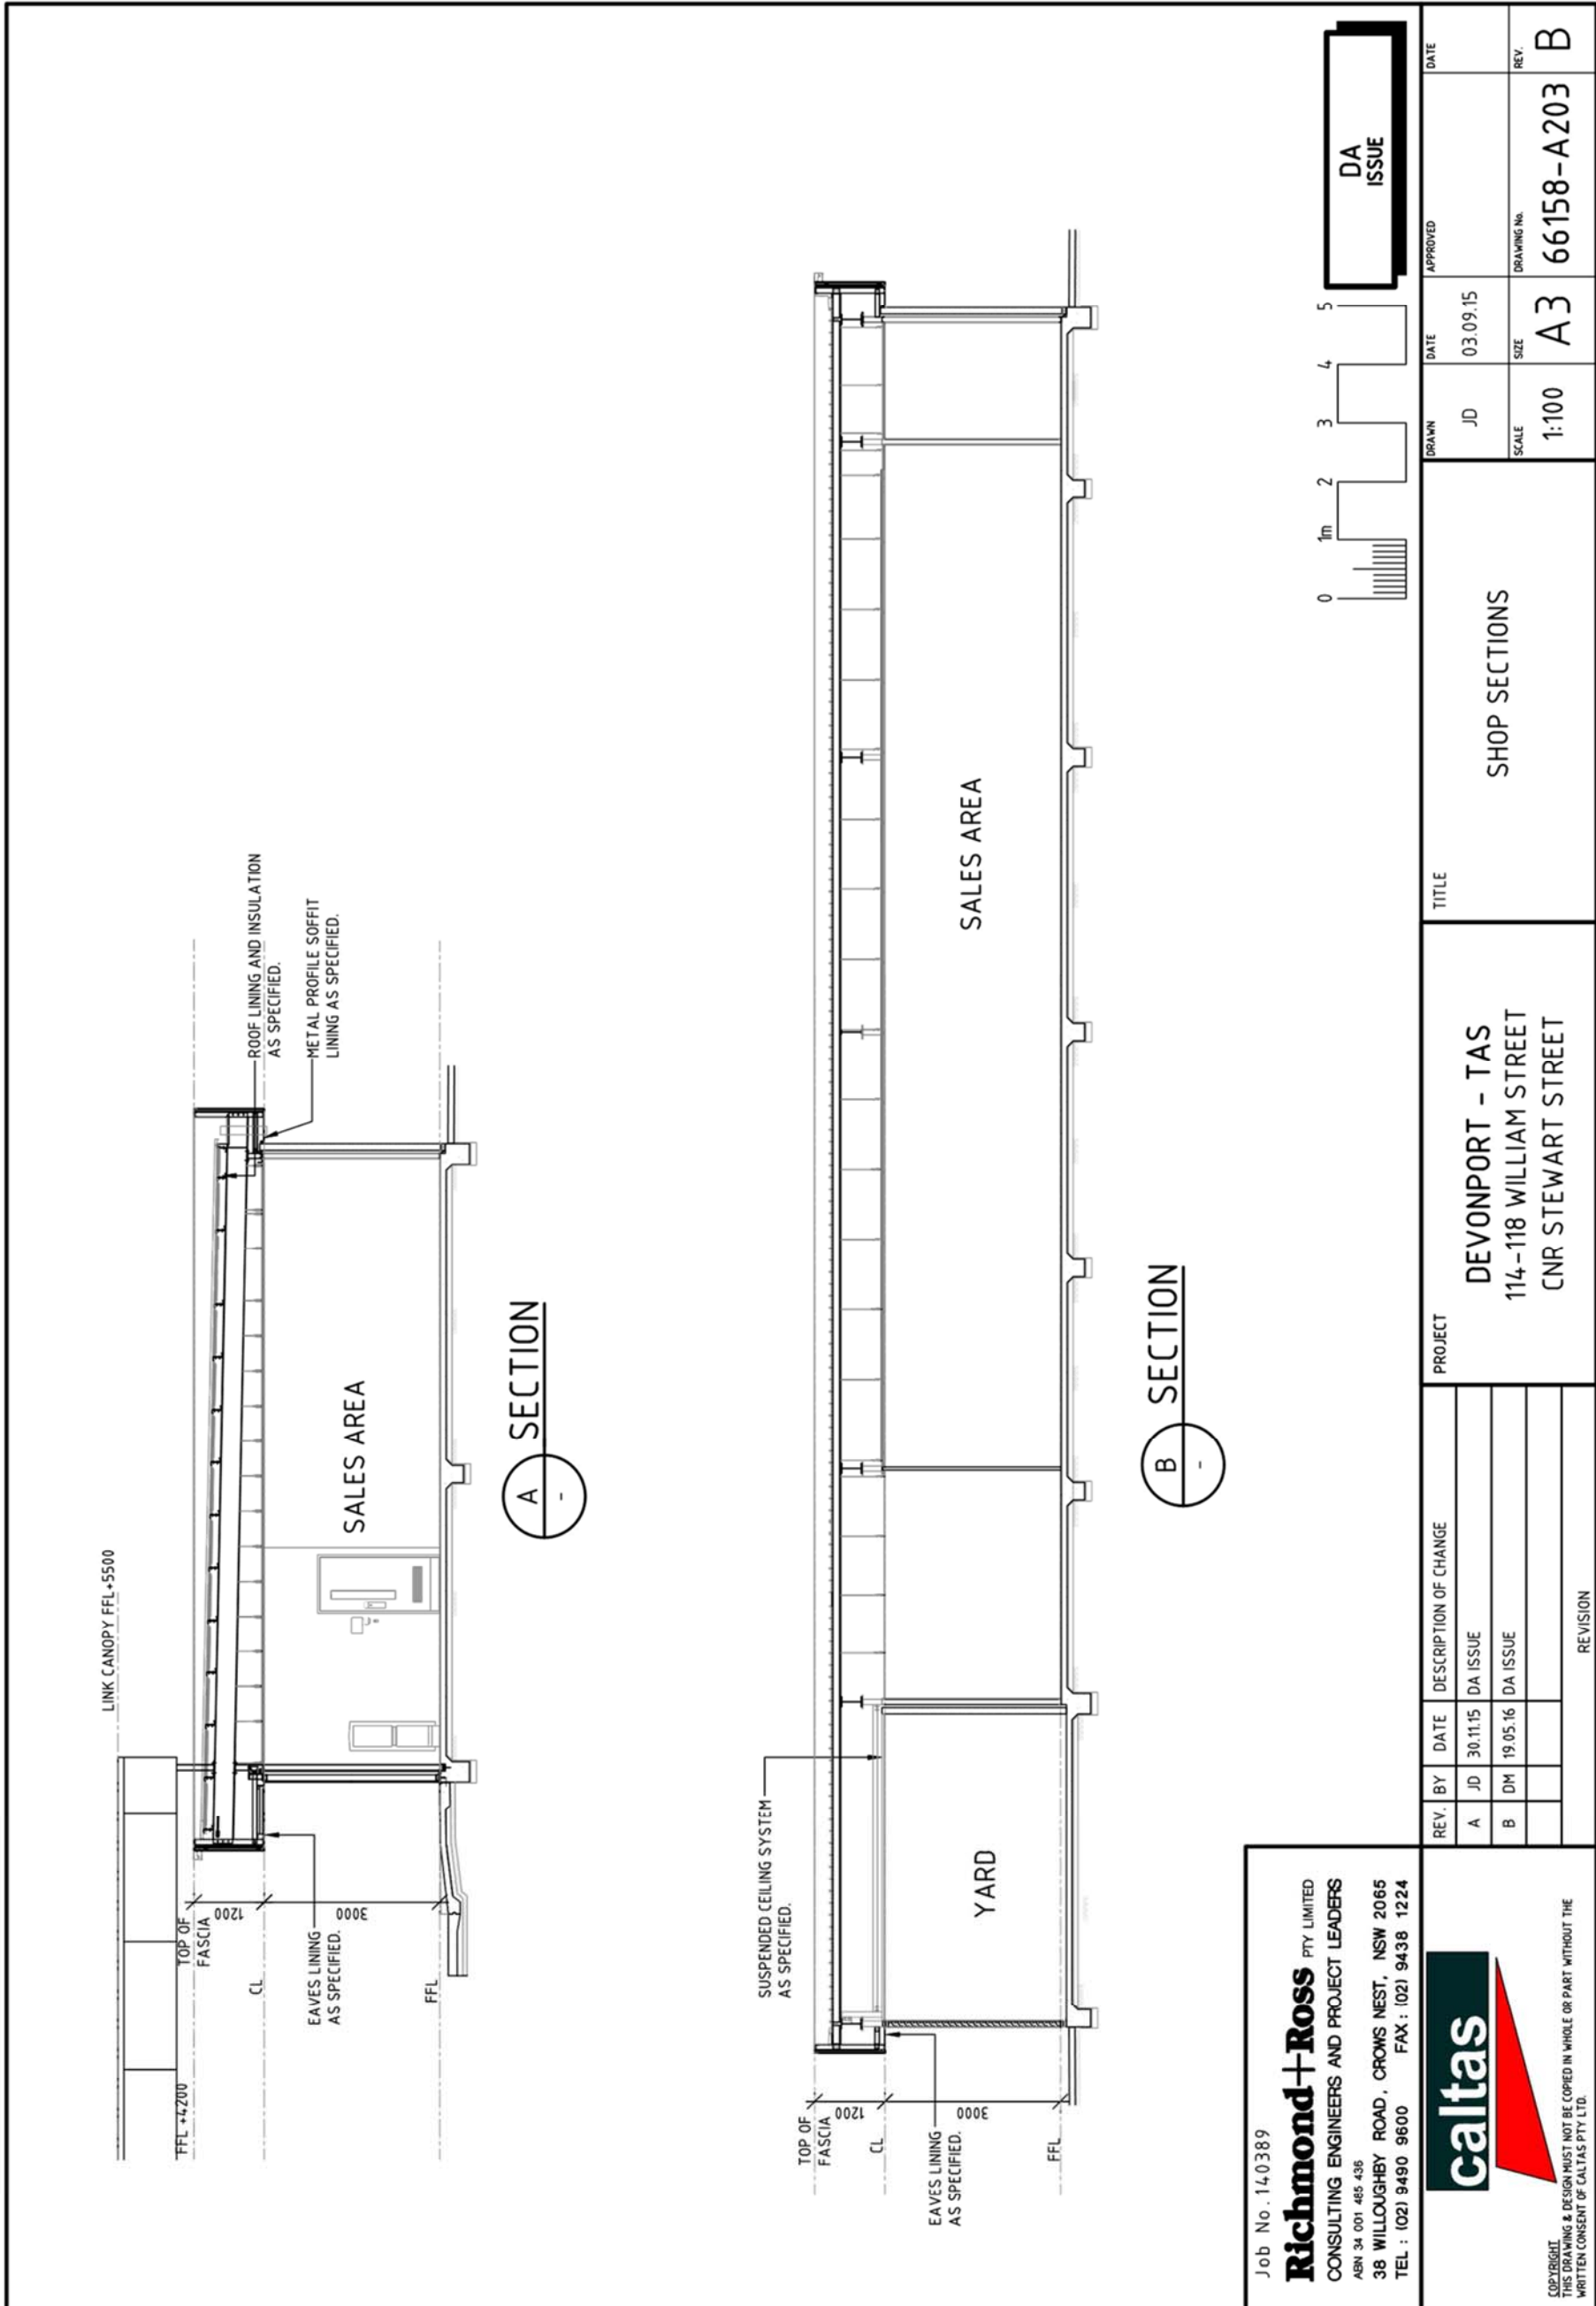 LINK CANOPY FFL+5500
FFL +4200
TOP OF
FASCIA
1200
CL
3000
EAVES LINING
AS SPECIFIED.
FFL
SALES AREA
ROOF LINING AND INSULATION
AS SPECIFIED.
METAL PROFILE SOFFIT
LINING AS SPECIFIED.
A
-
SECTION
SUSPENDED CEILING SYSTEM
AS SPECIFIED.
TOP OF
FASCIA
1200
CL
3000
EAVES LINING
AS SPECIFIED.
FFL
YARD
SALES AREA
B
-
SECTION
0 1m 2 3 4 5
DA
ISSUE
Job No. 140389
Richmond+Ross PTY LIMITED
CONSULTING ENGINEERS AND PROJECT LEADERS
ABN 34 001 485 436
38 WILLOUGHBY ROAD, CROWS NEST, NSW 2065
TEL : (02) 9490 9600 FAX : (02) 9438 1224
caltas
COPYRIGHT
THIS DRAWING & DESIGN MUST NOT BE COPIED IN WHOLE OR PART WITHOUT THE
WRITTEN CONSENT OF CALTAS PTY LTD.
REV. BY DATE DESCRIPTION OF CHANGE
A JD 30.11.15 DA ISSUE
B DM 19.05.16 DA ISSUE
REVISION
PROJECT
DEVONPORT - TAS
114-118 WILLIAM STREET
CNR STEWART STREET
TITLE
SHOP SECTIONS
DRAWN DATE APPROVED DATE
JD 03.09.15
SCALE SIZE DRAWING No. REV.
1:100 A3 66158-A203 B